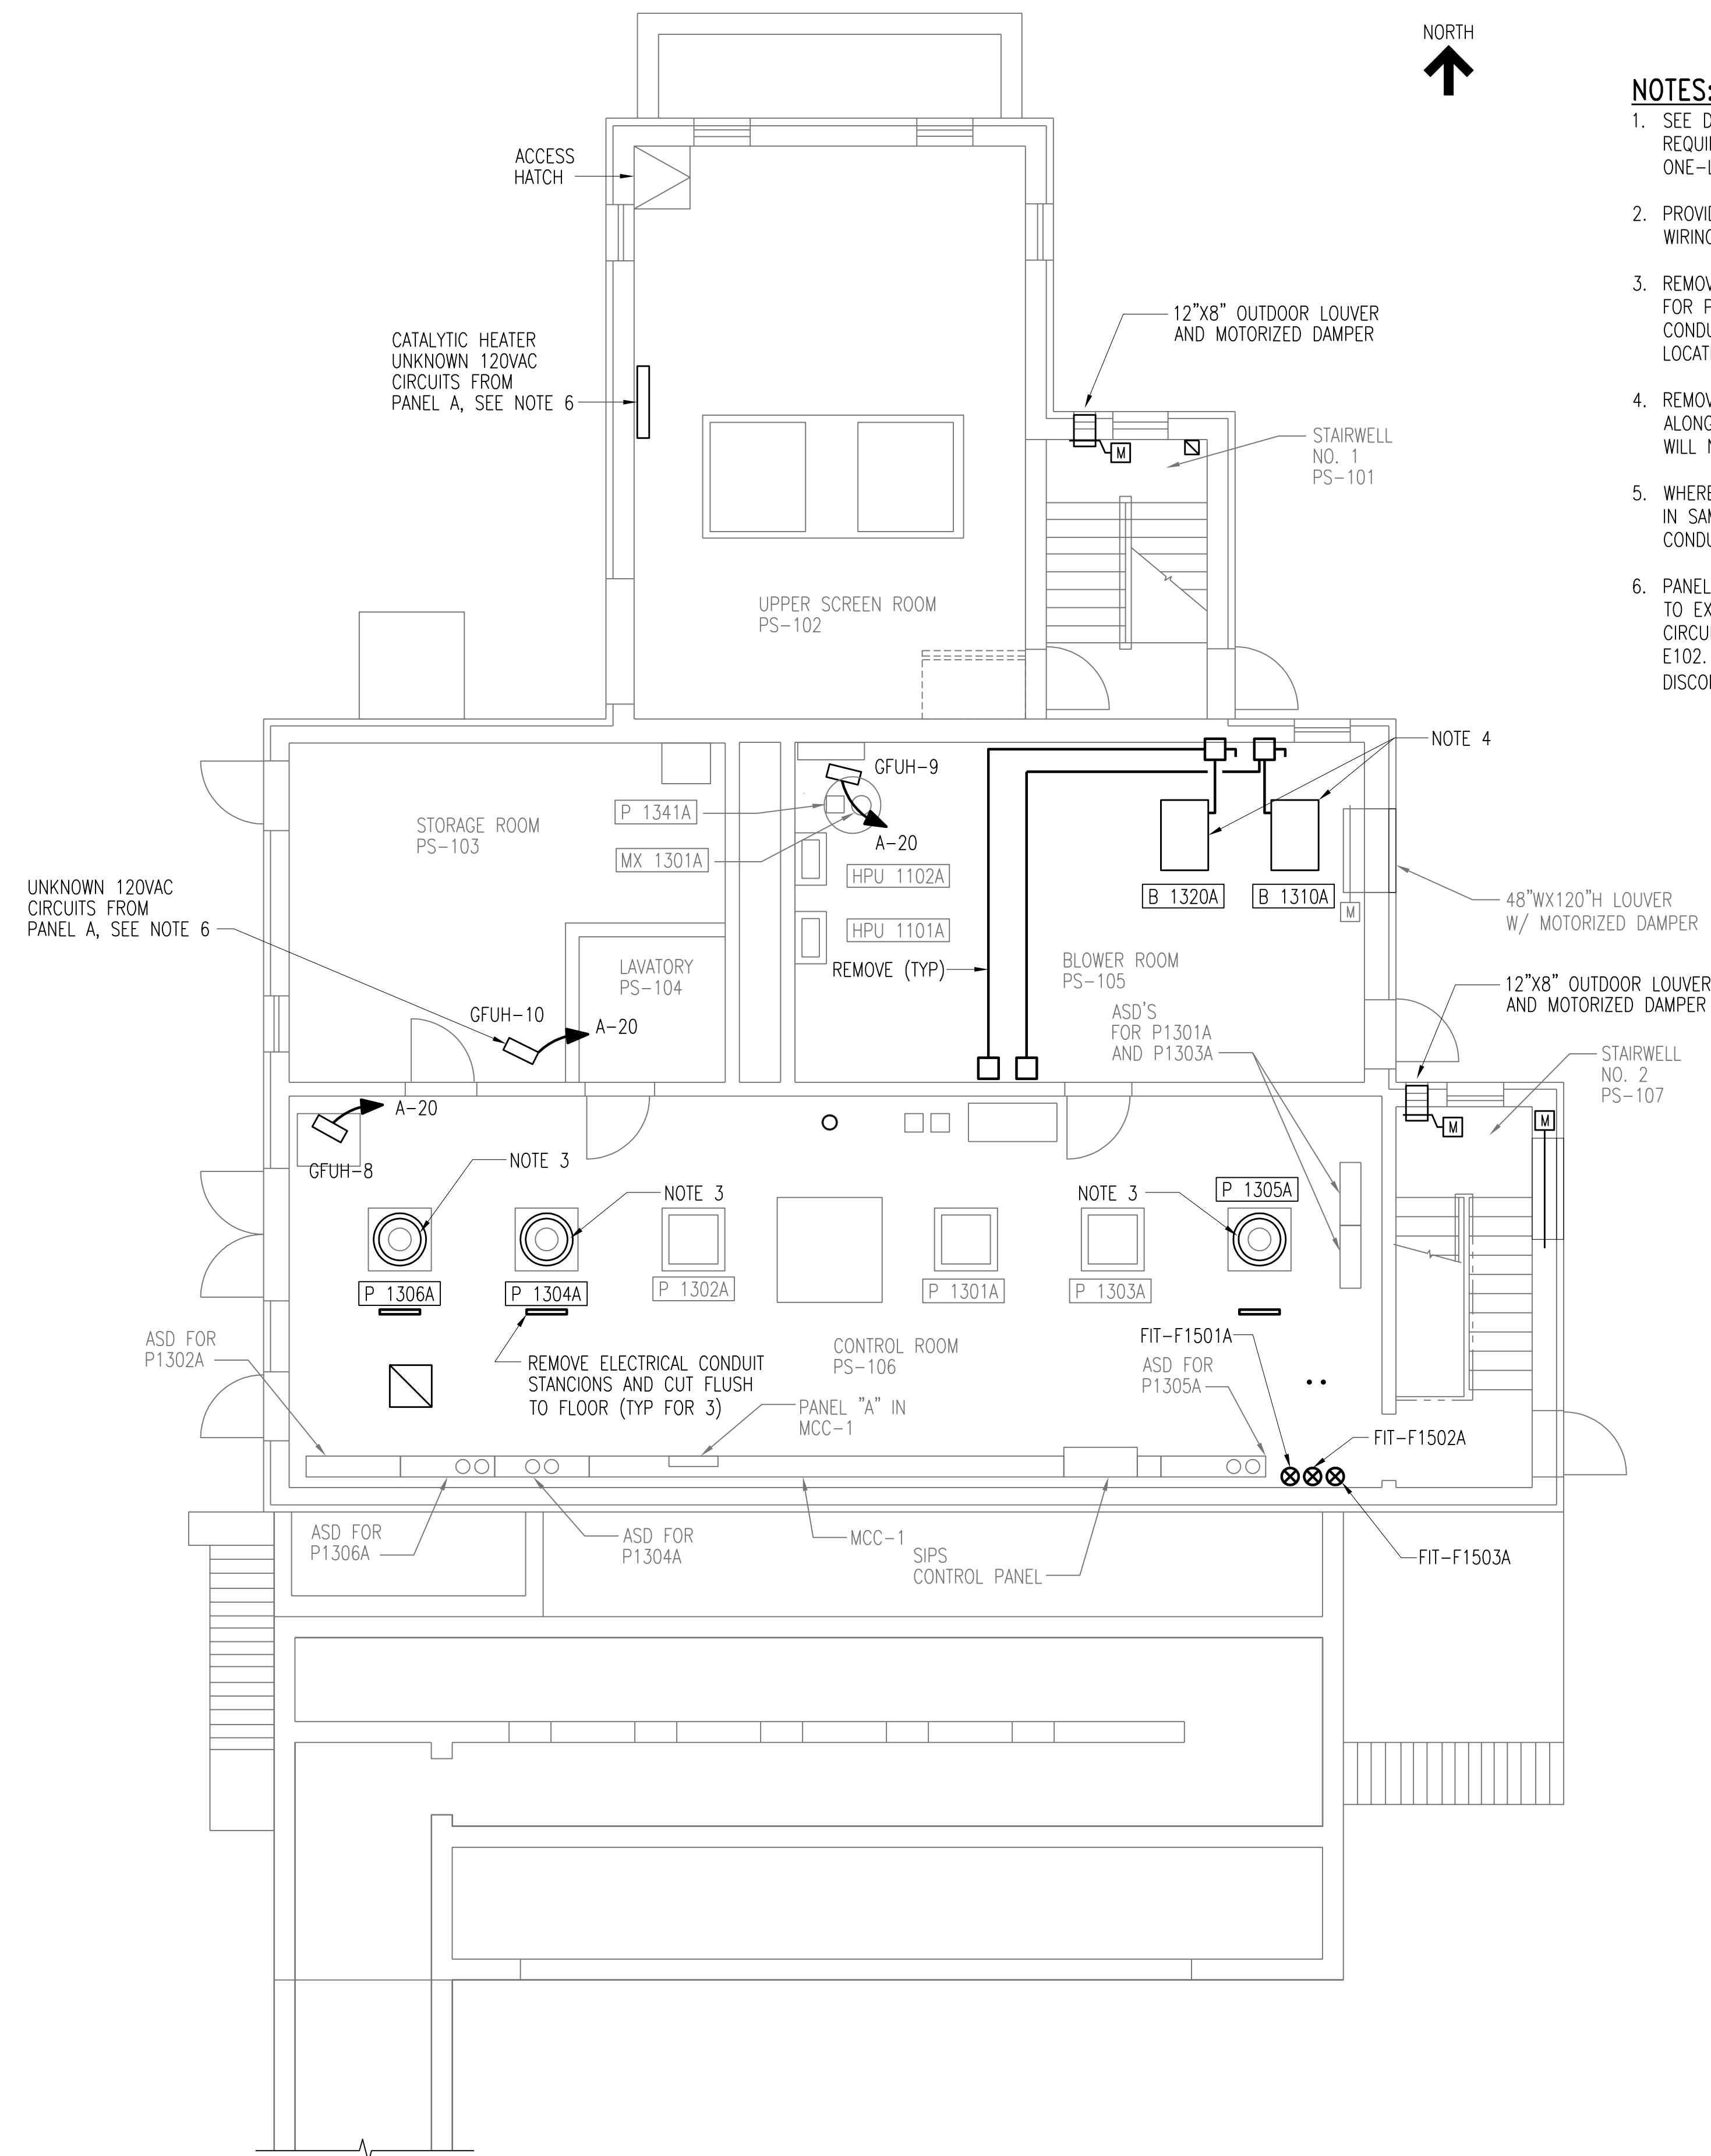 NORTH
NOTES:
1. SEE D
REQUI
ONE-L
2. PROVI
WIRIN
3. REMOV
FOR P
CONDU
LOCATI
4. REMOV
ALONG
WILL N
5. WHERE
IN SAM
CONDU
6. PANEL
TO EX
CIRCUI
E102.
DISCO
ACCESS
HATCH
12"X8" OUTDOOR LOUVER
AND MOTORIZED DAMPER
CATALYTIC HEATER
UNKNOWN 120VAC
CIRCUITS FROM
PANEL A, SEE NOTE 6
STAIRWELL
NO. 1
PS-101
M
UPPER SCREEN ROOM
PS-102
NOTE 4
GFUH-9
P 1341A
STORAGE ROOM
PS-103
A-20
MX 1301A
HPU 1102A
UNKNOWN 120VAC
CIRCUITS FROM
PANEL A, SEE NOTE 6
B 1320A
B 1310A
M
48"WX120"H LOUVER
W/ MOTORIZED DAMPER
HPU 1101A
LAVATORY
PS-104
REMOVE (TYP)
BLOWER ROOM
PS-105
12"X8" OUTDOOR LOUVER
AND MOTORIZED DAMPER
GFUH-10
A-20
ASD'S
FOR P1301A
AND P1303A
STAIRWELL
NO. 2
PS-107
A-20
M
M
GFUH-8
NOTE 3
NOTE 3
NOTE 3
P 1305A
P 1306A
P 1304A
P 1302A
P 1301A
P 1303A
ASD FOR
P1302A
REMOVE ELECTRICAL CONDUIT
STANCIONS AND CUT FLUSH
TO FLOOR (TYP FOR 3)
CONTROL ROOM
PS-106
FIT-F1501A
ASD FOR
P1305A
PANEL "A" IN
MCC-1
FIT-F1502A
ASD FOR
P1306A
ASD FOR
P1304A
MCC-1
SIPS
CONTROL PANEL
FIT-F1503A